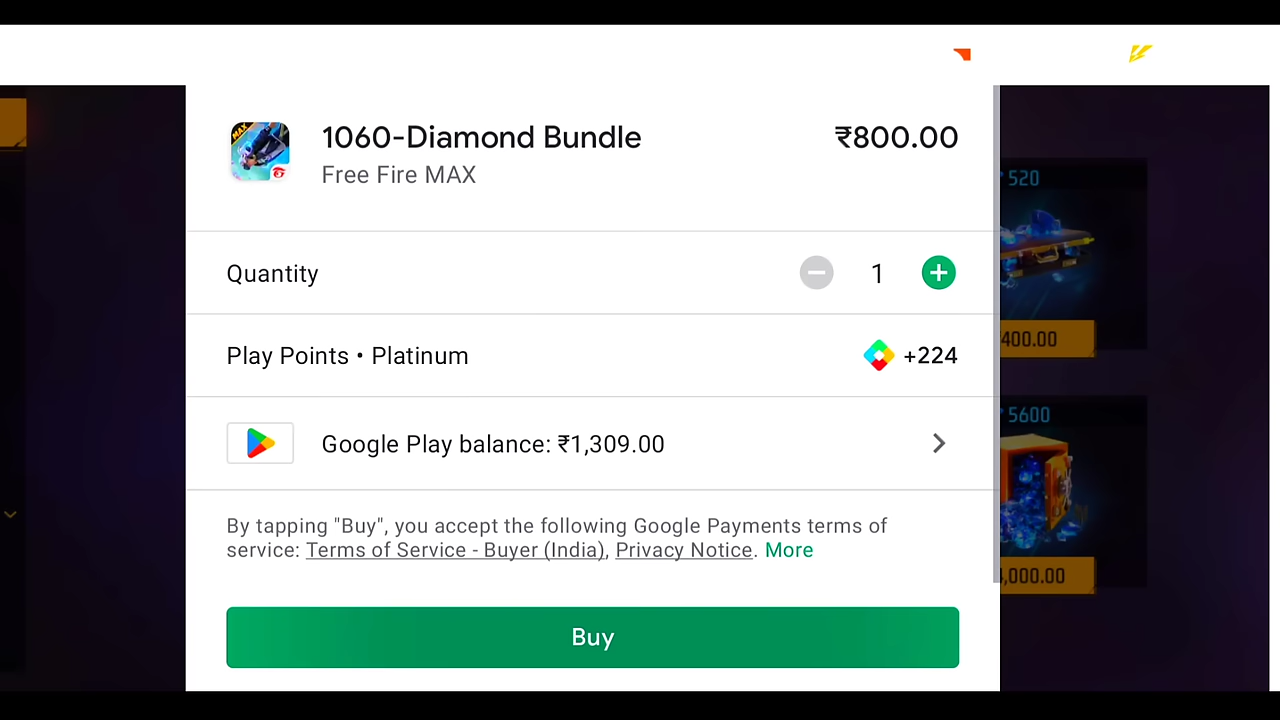 1060-Diamond Bundle
₹800.00
Free Fire MAX
Quantity
1
Play Points • Platinum
+224
Google Play balance: ₹1,309.00
By tapping "Buy", you accept the following Google Payments terms of
service: Terms of Service - Buyer (India), Privacy Notice. More
Buy
MAX
520
400.00
5600
,000.00